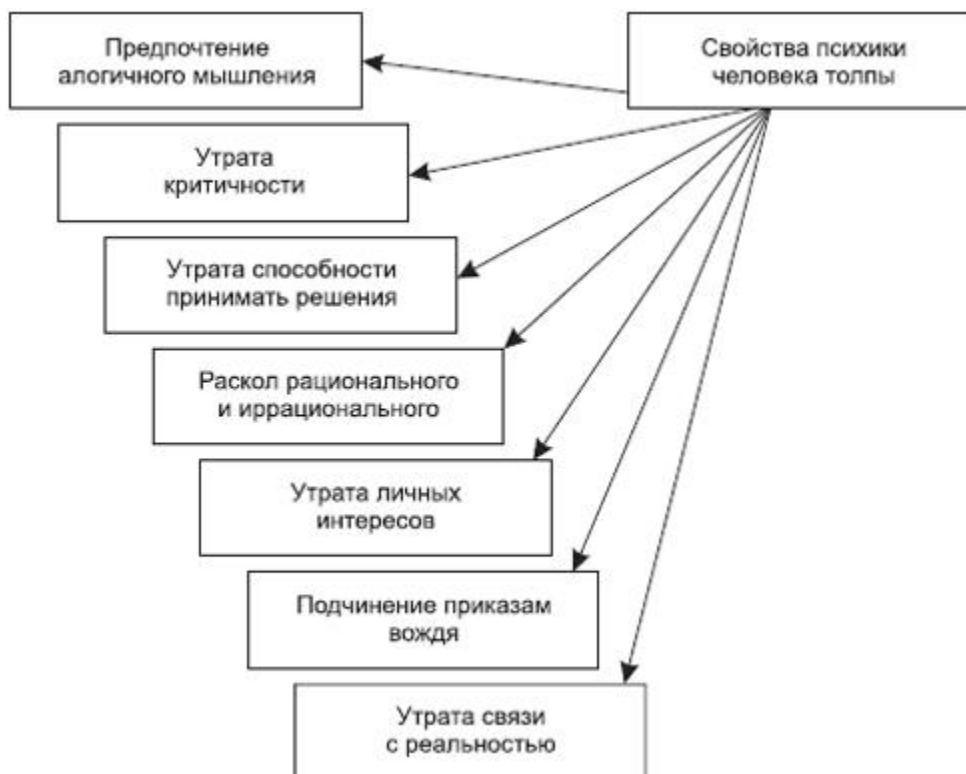 Предпочтение
алогичного мышления
Свойства психики
человека толпы
Утрата
критичности
Утрата способности
принимать решения
Раскол рационального
и иррационального
Утрата личных
интересов
Подчинение приказам
вождя
Утрата связи
с реальностью